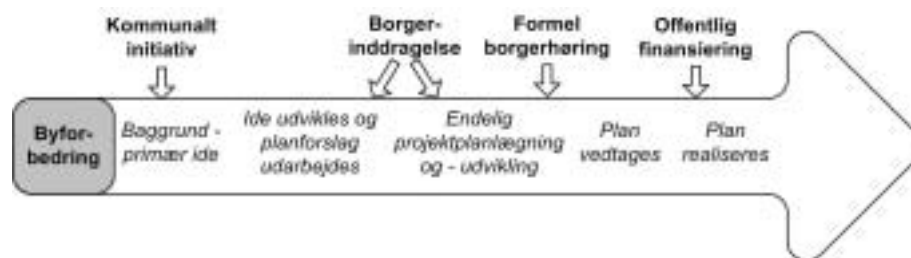 Kommunalt
initiativ
Borger-
inddragelse
Formel
borgerhøring
Offentlig
finansiering
Byfor-
bedring
Baggrund -
primær ide
Ide udvikles og
planforslag
udarbejdes
Endelig
projektplanlægning
og - udvikling
Plan
vedtages
Plan
realiseres